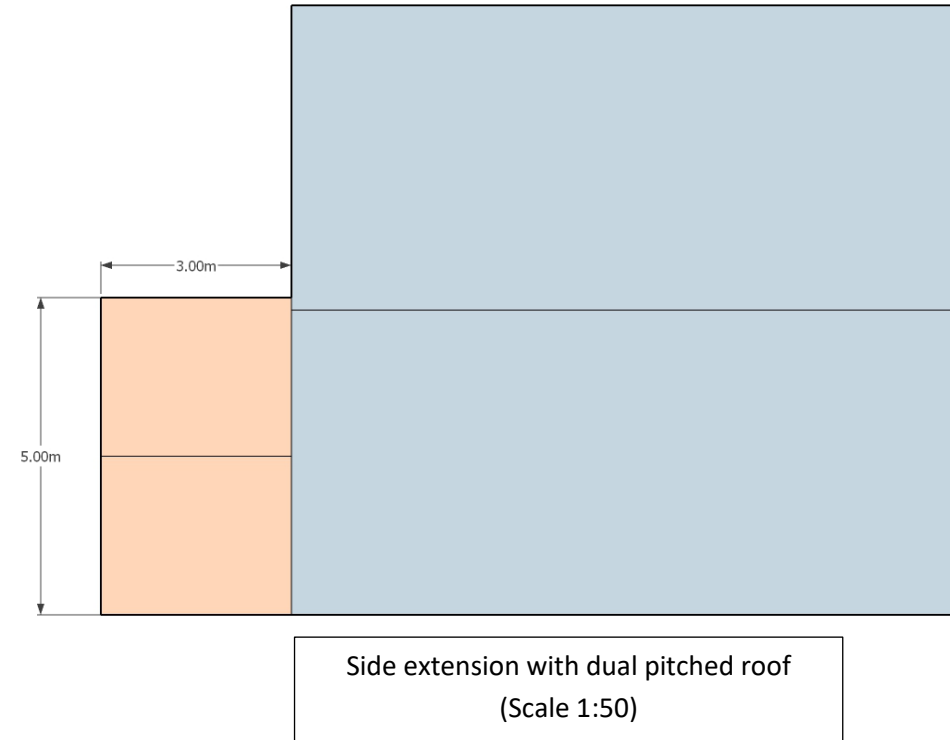 3.00m
5.00m
Side extension with dual pitched roof
(Scale 1:50)